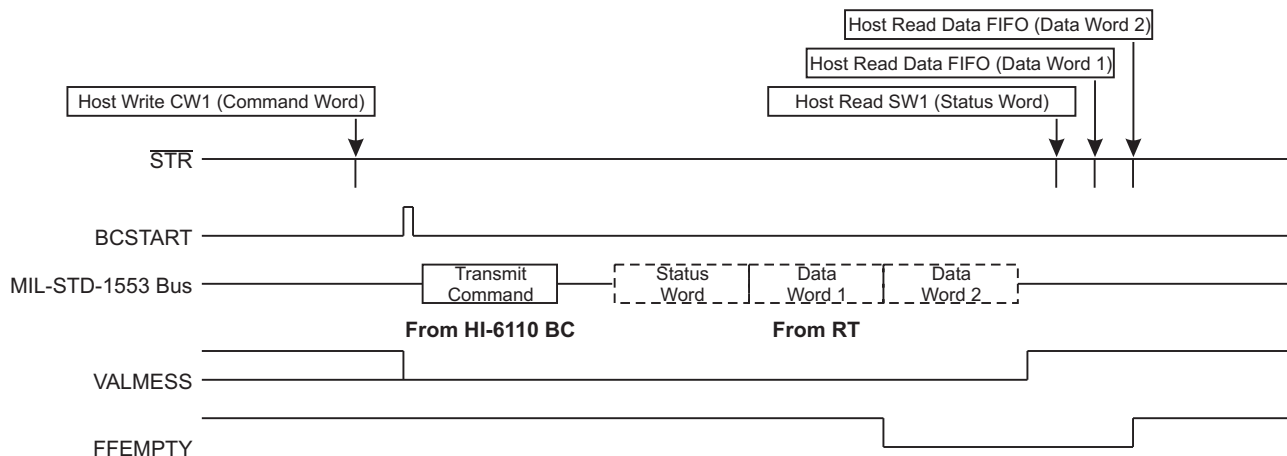 Host Read Data FIFO (Data Word 2)
Host Read Data FIFO (Data Word 1)
Host Write CW1 (Command Word)
Host Read SW1 (Status Word)
STR
BCSTART
MIL-STD-1553 Bus
Transmit
Command
Status
Word
Data
Word 1
Data
Word 2
From HI-6110 BC
From RT
VALMESS
FFEMPTY